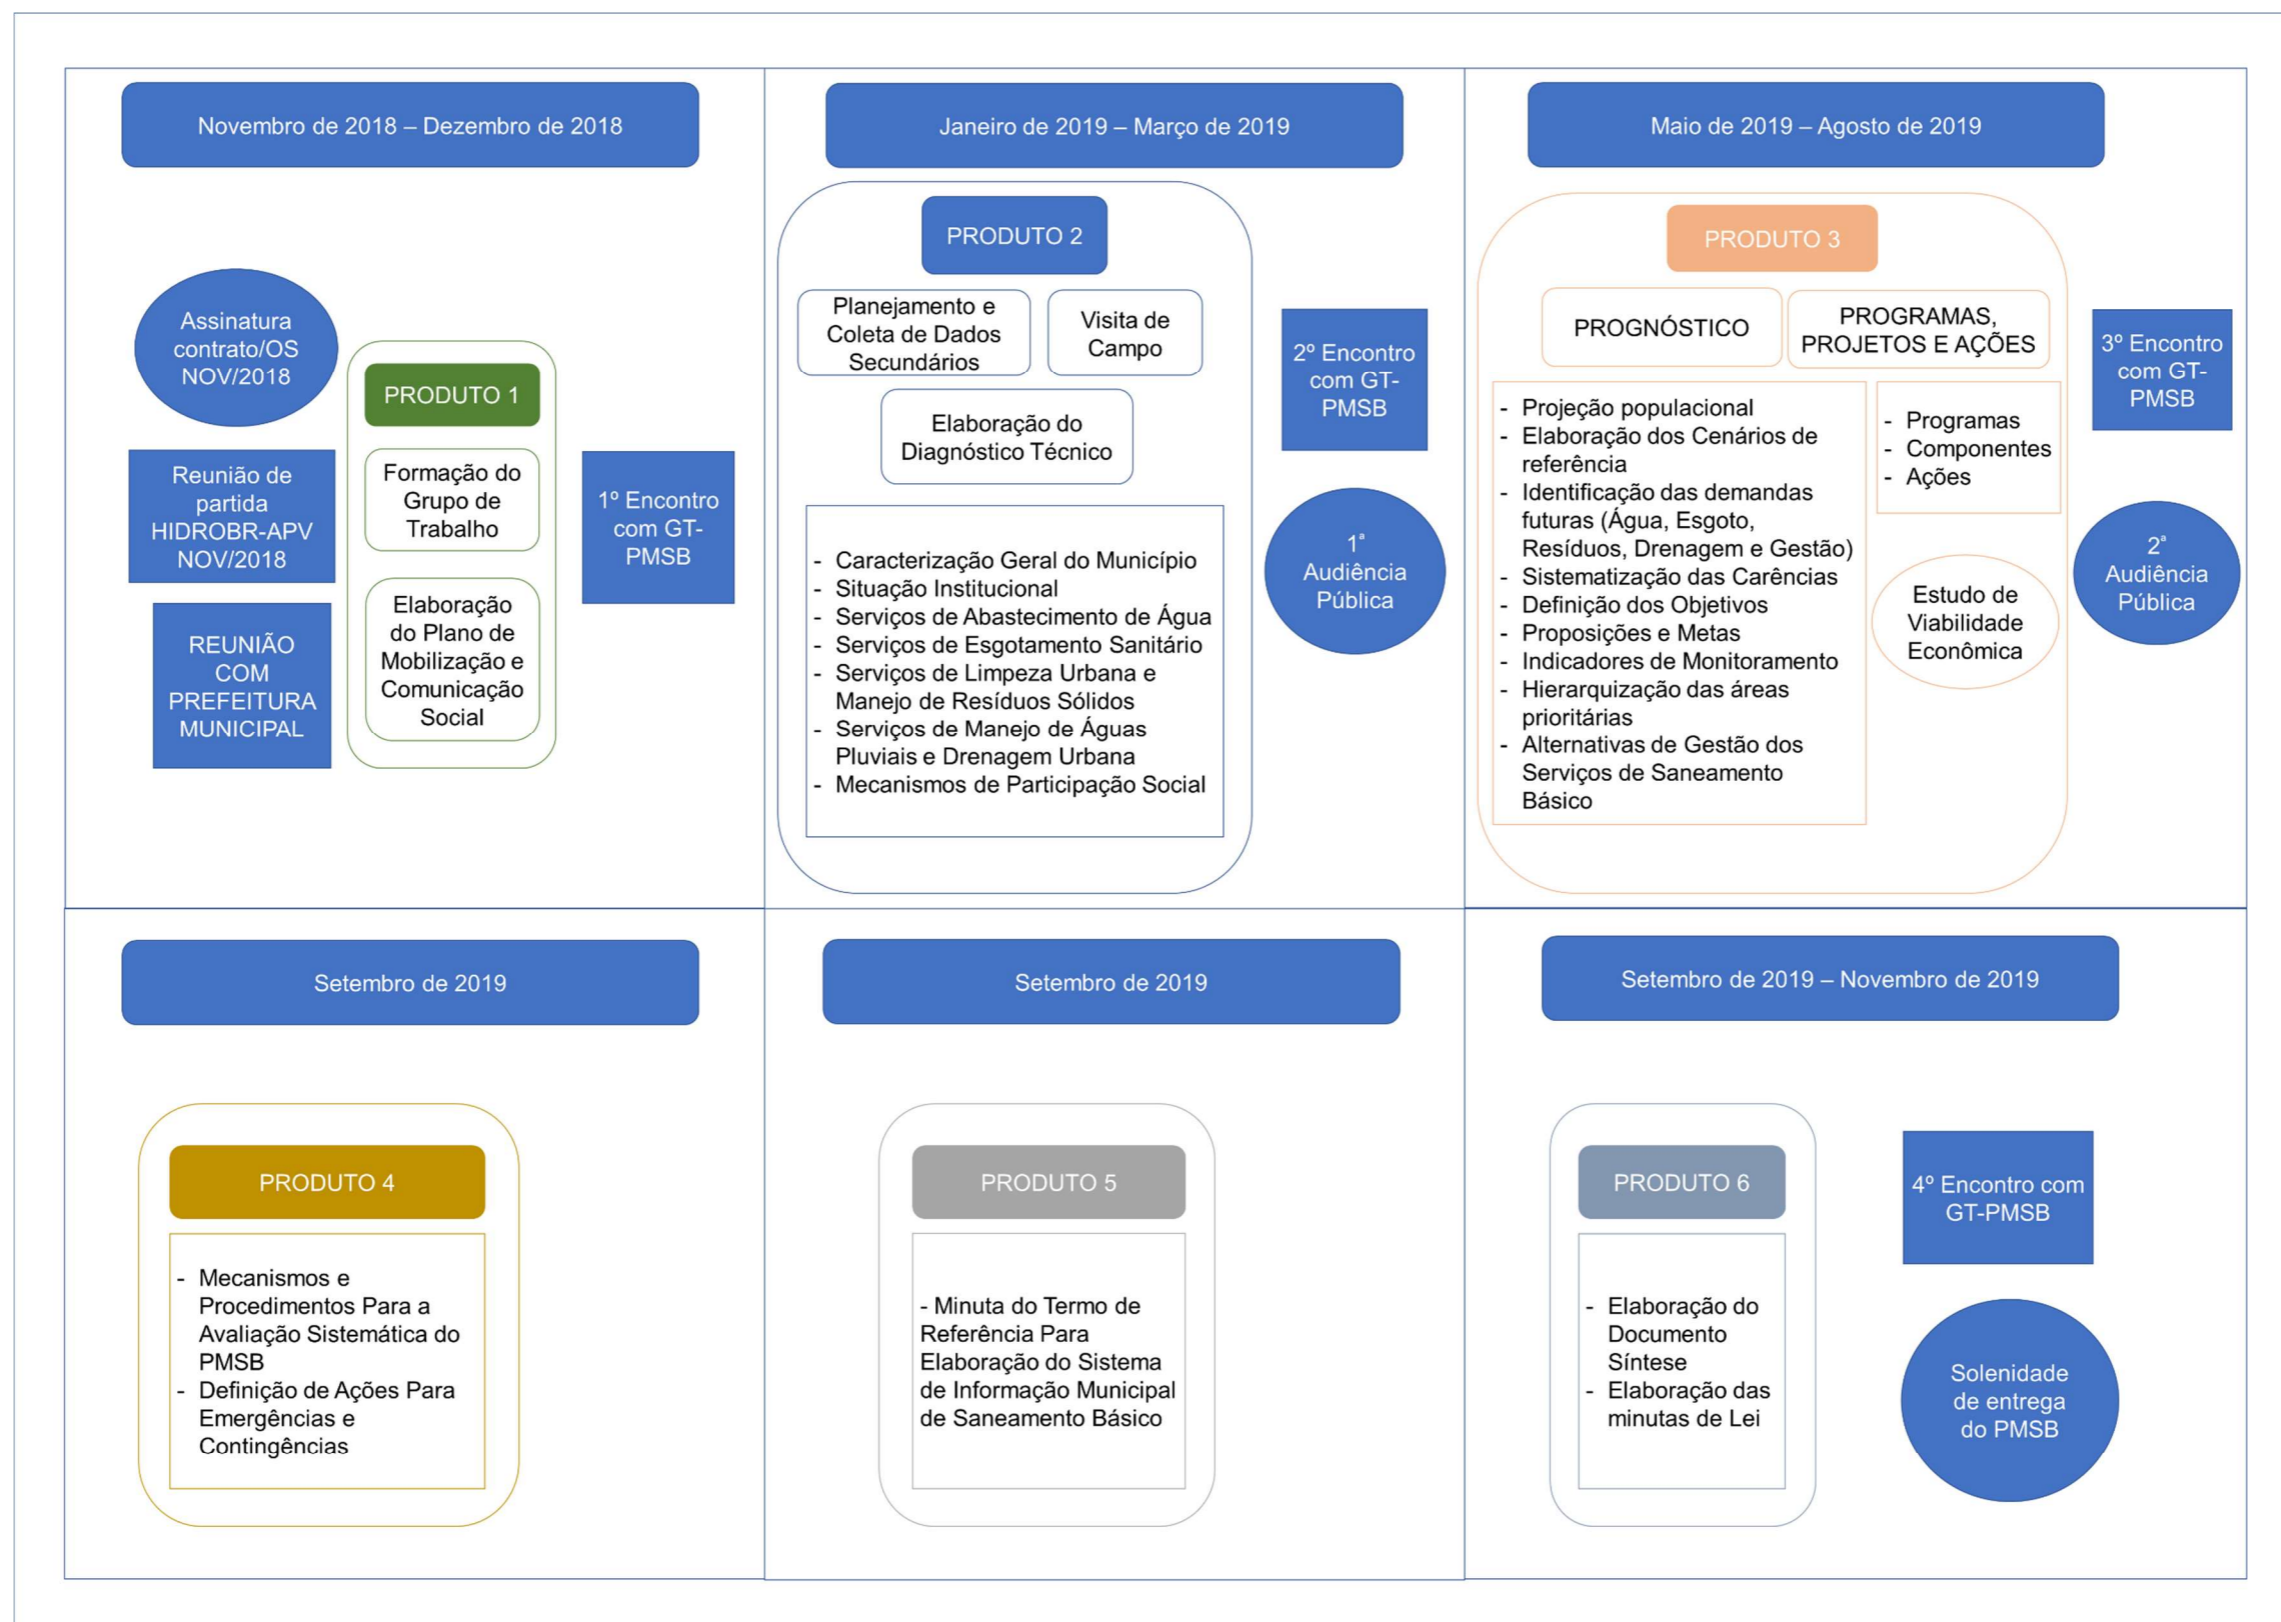 Novembro de 2018 – Dezembro de 2018
Assinatura
contrato/OS
NOV/2018
Reunião de
partida
HIDROBR-APV
NOV/2018
REUNIÃO
COM
PREFEITURA
MUNICIPAL
PRODUTO 1
Formação do
Grupo de
Trabalho
Elaboração
do Plano de
Mobilização e
Comunicação
Social
1º Encontro
com GT-
PMSB
Janeiro de 2019 – Março de 2019
PRODUTO 2
Planejamento e
Coleta de Dados
Secundários
Visita de
Campo
Elaboração do
Diagnóstico Técnico
- Caracterização Geral do Município
- Situação Institucional
- Serviços de Abastecimento de Água
- Serviços de Esgotamento Sanitário
- Serviços de Limpeza Urbana e
Manejo de Resíduos Sólidos
- Serviços de Manejo de Águas
Pluviais e Drenagem Urbana
- Mecanismos de Participação Social
2º Encontro
com GT-
PMSB
1ª
Audiência
Pública
Maio de 2019 – Agosto de 2019
PRODUTO 3
PROGNÓSTICO
PROGRAMAS,
PROJETOS E AÇÕES
- Projeção populacional
- Elaboração dos Cenários de
referência
- Identificação das demandas
futuras (Água, Esgoto,
Resíduos, Drenagem e Gestão)
- Sistematização das Carências
- Definição dos Objetivos
- Proposições e Metas
- Indicadores de Monitoramento
- Hierarquização das áreas
prioritárias
- Alternativas de Gestão dos
Serviços de Saneamento
Básico
- Programas
- Componentes
- Ações
Estudo de
Viabilidade
Econômica
3º Encontro
com GT-
PMSB
2ª
Audiência
Pública
Setembro de 2019
PRODUTO 4
- Mecanismos e
Procedimentos Para a
Avaliação Sistemática do
PMSB
- Definição de Ações Para
Emergências e
Contingências
Setembro de 2019
PRODUTO 5
- Minuta do Termo de
Referência Para
Elaboração do Sistema
de Informação Municipal
de Saneamento Básico
Setembro de 2019 – Novembro de 2019
PRODUTO 6
- Elaboração do
Documento
Síntese
- Elaboração das
minutas de Lei
4º Encontro com
GT-PMSB
Solenidade
de entrega
do PMSB